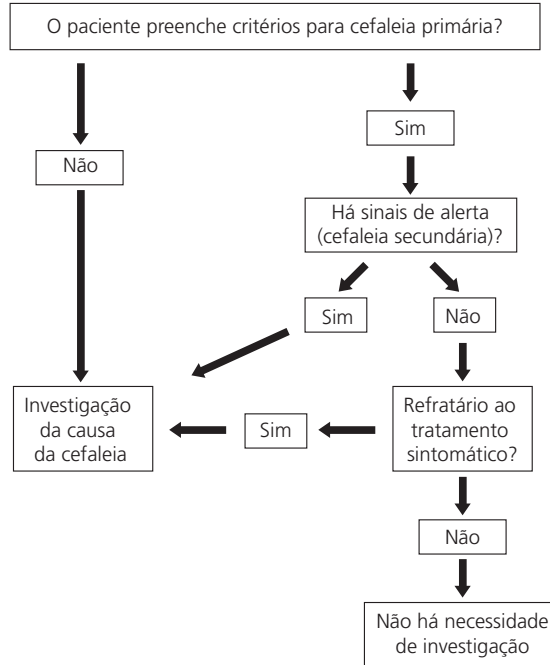 O paciente preenche critérios para cefaleia primária?
Sim
Não
Há sinais de alerta
(cefaleia secundária)?
Sim
Não
Investigação
da causa
da cefaleia
Sim
Refratário ao
tratamento
sintomático?
Não
Não há necessidade
de investigação